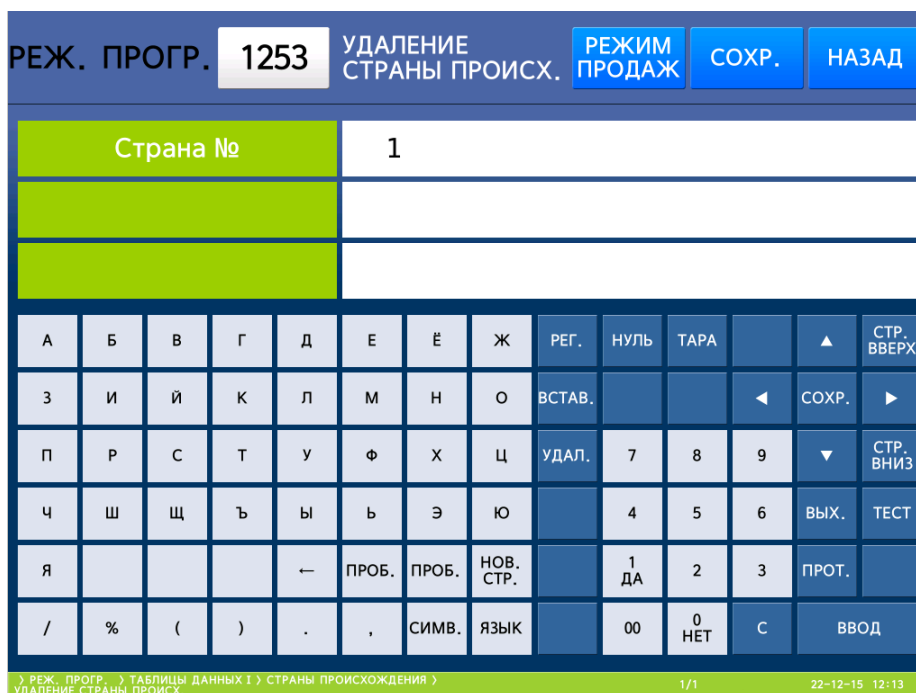 РЕЖ. ПРОГР. 1253 УДАЛЕНИЕ СТРАНЫ ПРОИСХ. РЕЖИМ ПРОДАЖ СОХР. НАЗАД
Страна № 1
А Б В Г Д Е Ё Ж РЕГ. НУЛЬ ТАРА ▲ СТР. ВВЕРХ
З И Й К Л М Н О ВСТАВ. ◀ СОХР. ▶
П Р С Т У Ф Х Ц УДАЛ. 7 8 9 ▼ СТР. ВНИЗ
Ч Ш Щ Ъ Ы Ь Э Ю 4 5 6 ВЫХ. ТЕСТ
Я ← ПРОБ. ПРОБ. НОВ. СТР. 1 ДА 2 3 ПРОТ.
/ % ( ) . , СИМВ. ЯЗЫК 00 0 НЕТ С ВВОД
〉РЕЖ. ПРОГР. 〉ТАБЛИЦЫ ДАННЫХ I 〉СТРАНЫ ПРОИСХОЖДЕНИЯ 〉
УДАЛЕНИЕ СТРАНЫ ПРОИСХ 1/1 22-12-15 12:13